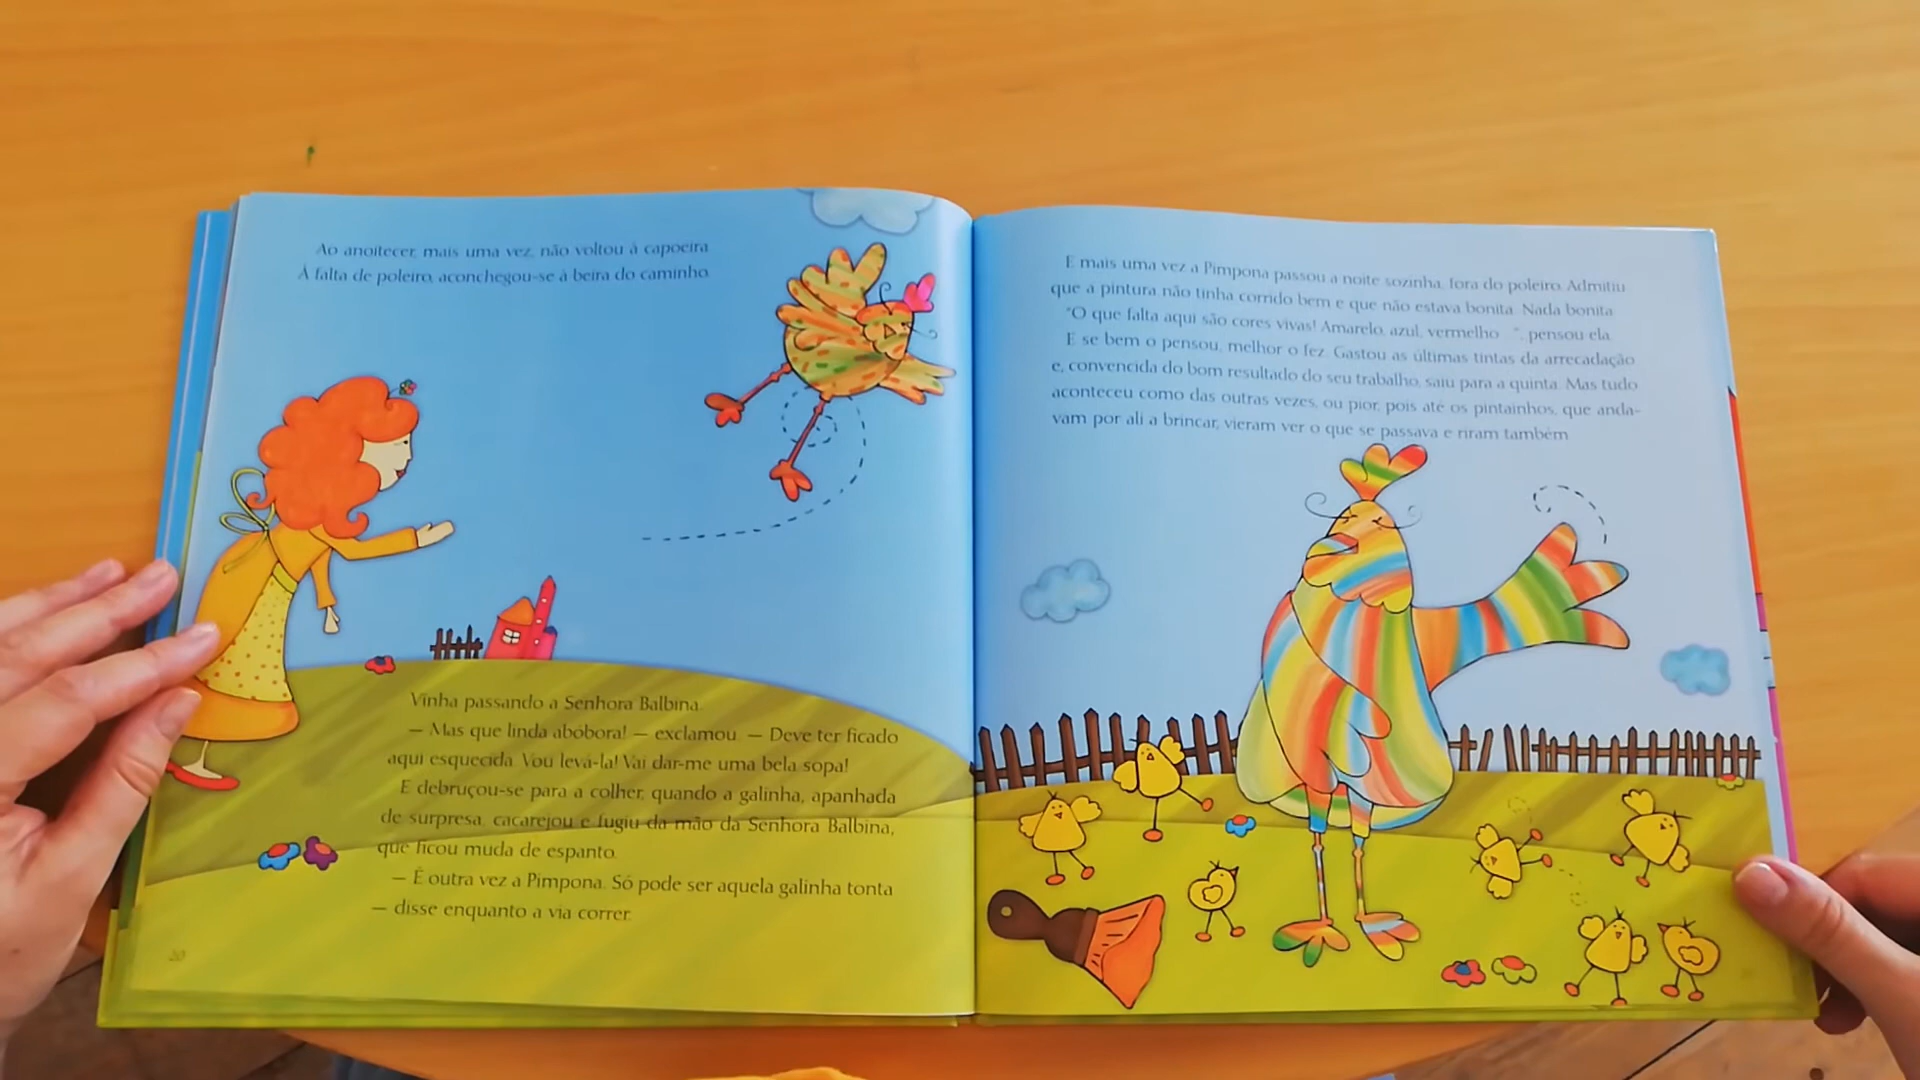 Ao anoitecer, mais uma vez, não voltou à capoeira.
À falta de poleiro, aconchegou-se à beira do caminho.
Vinha passando a Senhora Balbina.
— Mas que linda abóbora! — exclamou. — Deve ter ficado
aqui esquecida. Vou levá-la! Vai dar-me uma bela sopa!
E debruçou-se para a colher, quando a galinha, apanhada
de surpresa, cacarejou e fugiu da mão da Senhora Balbina,
que ficou muda de espanto.
— É outra vez a Pimpona. Só pode ser aquela galinha tonta
— disse enquanto a via correr.
20
E mais uma vez a Pimpona passou a noite sozinha, fora do poleiro. Admitiu
que a pintura não tinha corrido bem e que não estava bonita. Nada bonita.
"O que falta aqui são cores vivas! Amarelo, azul, vermelho...", pensou ela.
E se bem o pensou, melhor o fez. Gastou as últimas tintas da arrecadação
e, convencida do bom resultado do seu trabalho, saiu para a quinta. Mas tudo
aconteceu como das outras vezes, ou pior, pois até os pintainhos, que anda-
vam por ali a brincar, vieram ver o que se passava e riram também.